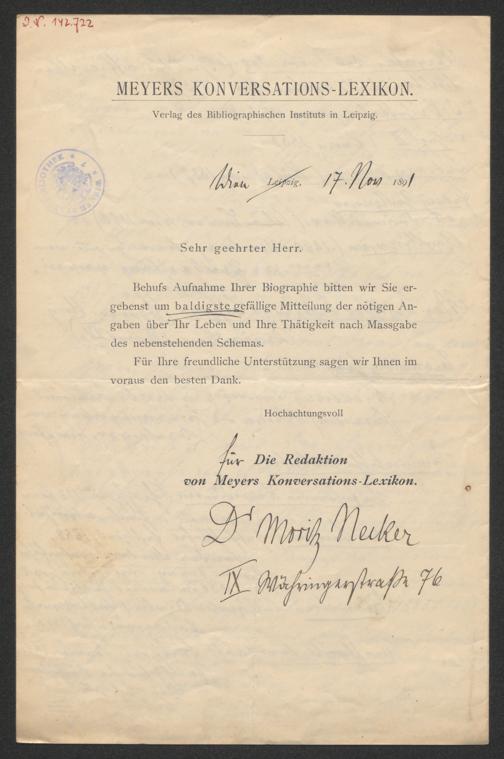 I. N. 142.722
MEYERS KONVERSATIONS-LEXIKON.
Verlag des Bibliographischen Instituts in Leipzig.
Wien Leipzig, 17. Nov 1891
Sehr geehrter Herr.
Behufs Aufnahme Ihrer Biographie bitten wir Sie er-
gebenst um baldigste gefällige Mitteilung der nötigen An-
gaben über Ihr Leben und Ihre Thätigkeit nach Massgabe
des nebenstehenden Schemas.
Für Ihre freundliche Unterstützung sagen wir Ihnen im
voraus den besten Dank.
Hochachtungsvoll
für Die Redaktion
von Meyers Konversations-Lexikon.
Dr Moritz Necker
IX Währingerstraße 76